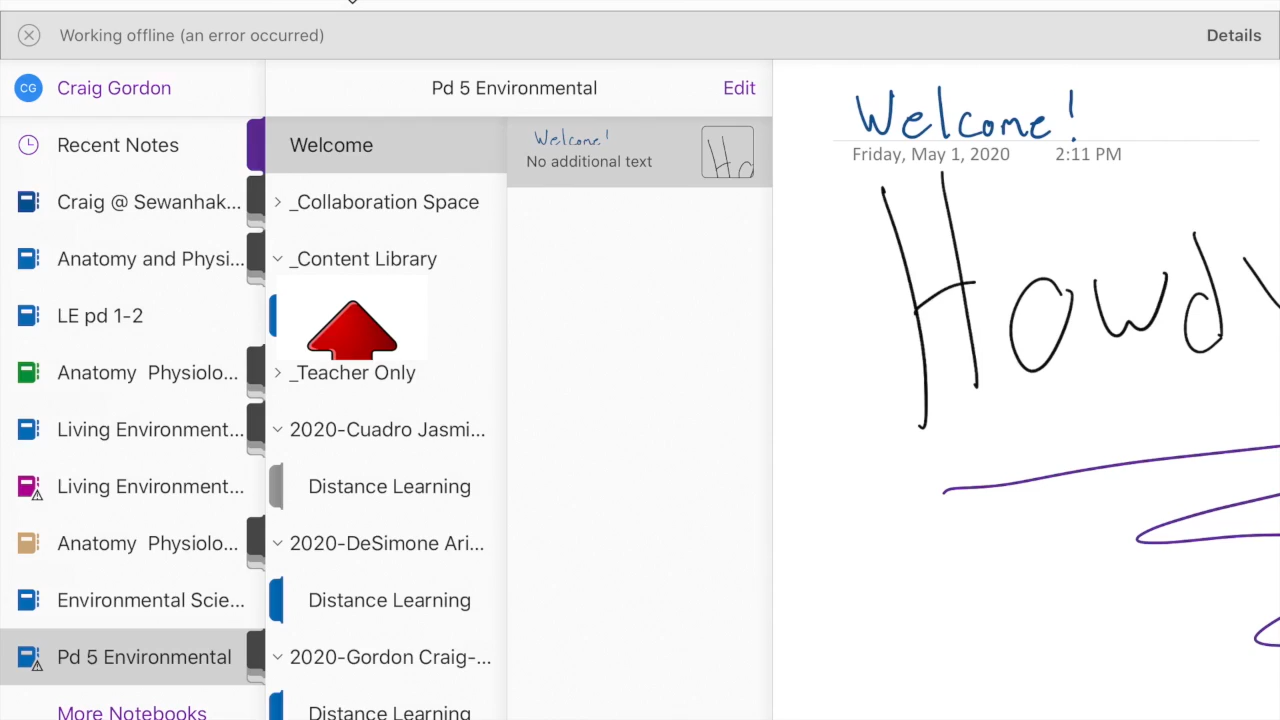 Working offline (an error occurred)
Details
CG
Craig Gordon
Recent Notes
Craig @ Sewanhak...
Anatomy and Physi...
LE pd 1-2
Anatomy  Physiolo...
Living Environment...
Living Environment...
Anatomy  Physiolo...
Environmental Scie...
Pd 5 Environmental
More Notebooks
Pd 5 Environmental
Edit
Welcome
_Collaboration Space
_Content Library
_Teacher Only
2020-Cuadro Jasmi...
Distance Learning
2020-DeSimone Ari...
Distance Learning
2020-Gordon Craig-...
Distance Learning
Welcome!
No additional text
Ho
Welcome!
Friday, May 1, 2020 2:11 PM
Howdy